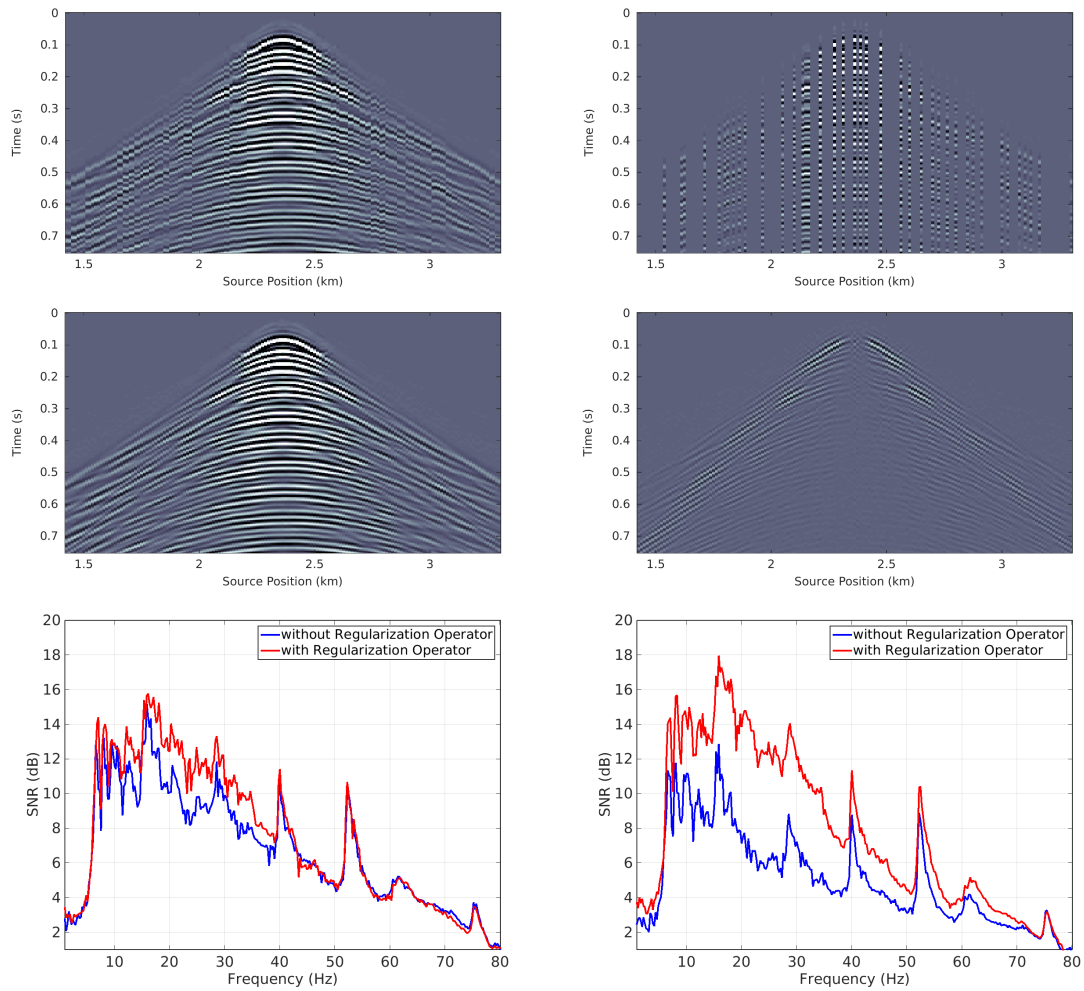 0
0.1
0.2
0.3
0.4
0.5
0.6
0.7
Time (s)
1.5 2 2.5 3
Source Position (km)
0
0.1
0.2
0.3
0.4
0.5
0.6
0.7
Time (s)
1.5 2 2.5 3
Source Position (km)
0
0.1
0.2
0.3
0.4
0.5
0.6
0.7
Time (s)
1.5 2 2.5 3
Source Position (km)
0
0.1
0.2
0.3
0.4
0.5
0.6
0.7
Time (s)
1.5 2 2.5 3
Source Position (km)
20
18
16
14
12
10
8
6
4
2
SNR (dB)
without Regularization Operator
with Regularization Operator
10 20 30 40 50 60 70 80
Frequency (Hz)
20
18
16
14
12
10
8
6
4
2
SNR (dB)
without Regularization Operator
with Regularization Operator
10 20 30 40 50 60 70 80
Frequency (Hz)